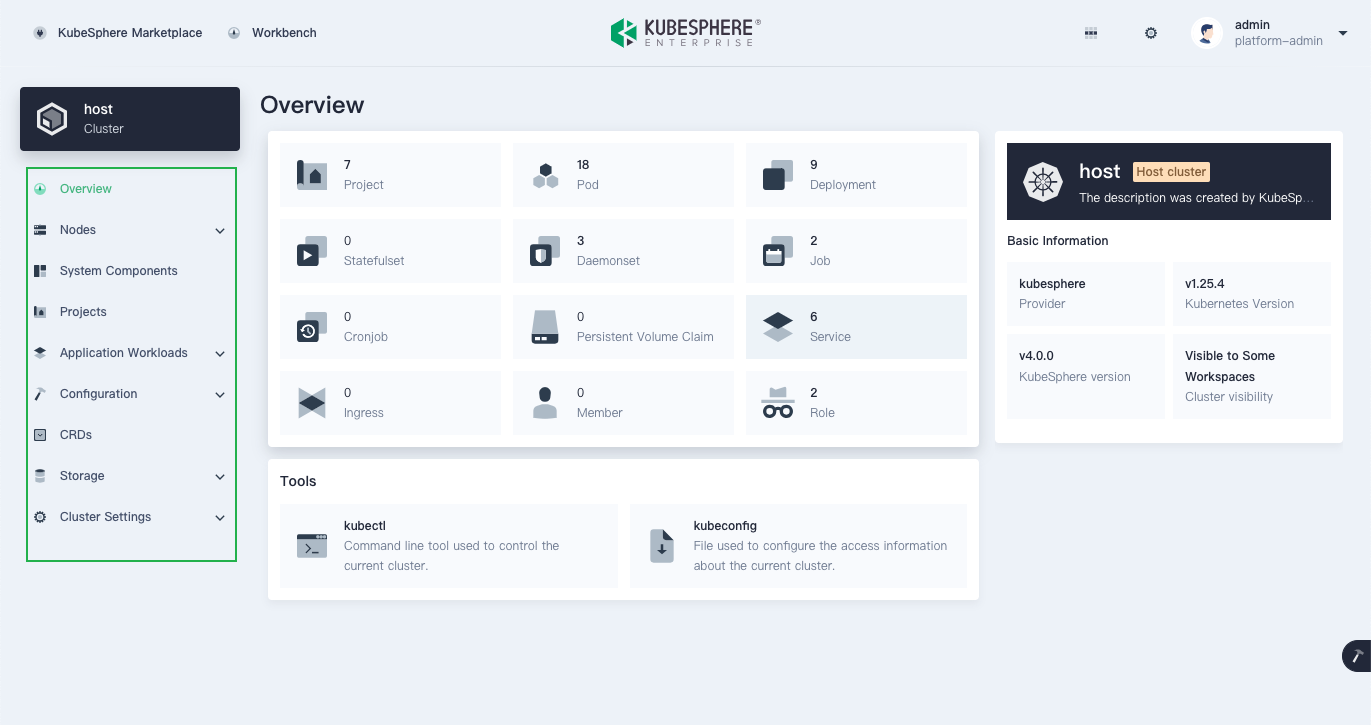 KubeSphere Marketplace
Workbench
KUBESPHERE®
ENTERPRISE
admin
platform-admin
host
Cluster
Overview
Nodes
System Components
Projects
Application Workloads
Configuration
CRDs
Storage
Cluster Settings
Overview
7
Project
18
Pod
9
Deployment
0
Statefulset
3
Daemonset
2
Job
0
Cronjob
0
Persistent Volume Claim
6
Service
0
Ingress
0
Member
2
Role
Tools
kubectl
Command line tool used to control the
current cluster.
kubeconfig
File used to configure the access information
about the current cluster.
host
Host cluster
The description was created by KubeSp...
Basic Information
kubesphere
Provider
v1.25.4
Kubernetes Version
v4.0.0
KubeSphere version
Visible to Some
Workspaces
Cluster visibility